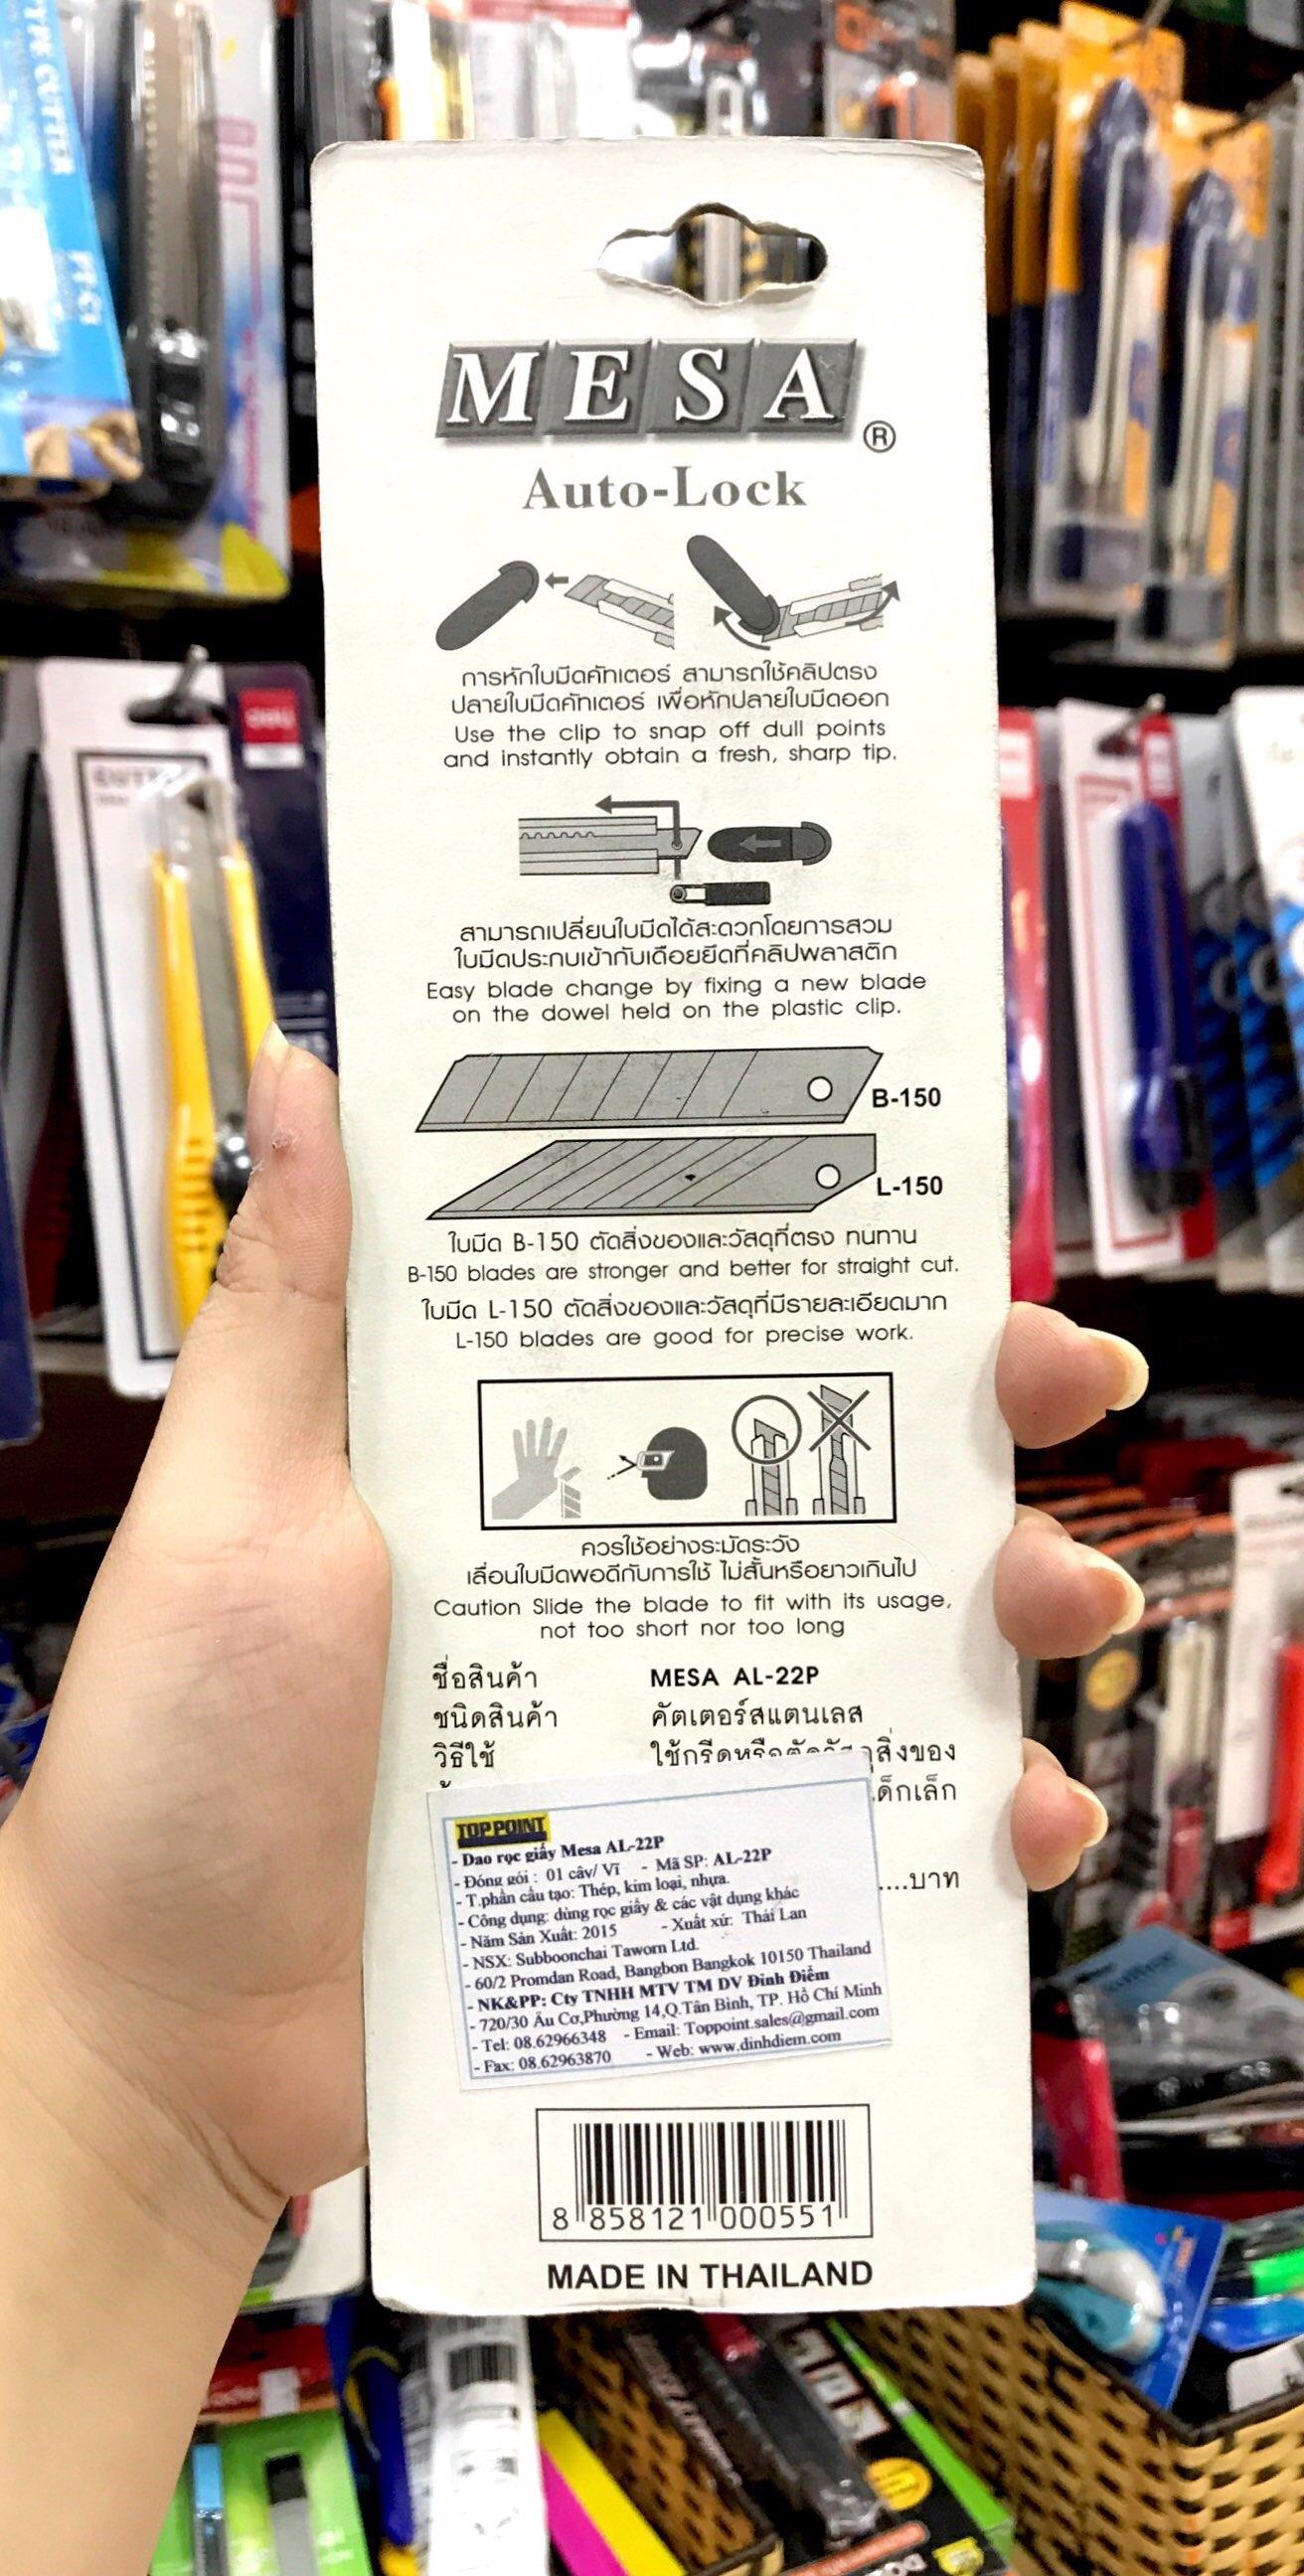 MESA ®
Auto-Lock
การหักใบมีดคัทเตอร์ สามารถใช้คลิปตรง
ปลายใบมีดคัทเตอร์ เพื่อหักปลายใบมีดออก
Use the clip to snap off dull points
and instantly obtain a fresh, sharp tip.
สามารถเปลี่ยนใบมีดได้สะดวกโดยการสวม
ใบมีดประกบเข้ากับเดือยยึดที่คลิปพลาสติก
Easy blade change by fixing a new blade
on the dowel held on the plastic clip.
B-150
L-150
ใบมีด B-150 ตัดสิ่งของและวัสดุที่ตรง ทนทาน
B-150 blades are stronger and better for straight cut.
ใบมีด L-150 ตัดสิ่งของและวัสดุที่มีรายละเอียดมาก
L-150 blades are good for precise work.
ควรใช้อย่างระมัดระวัง
เลื่อนใบมีดพอดีกับการใช้ ไม่สั้นหรือยาวเกินไป
Caution Slide the blade to fit with its usage,
not too short nor too long
ชื่อสินค้า MESA AL-22P
ชนิดสินค้า คัตเตอร์สแตนเลส
วิธีใช้ ใช้กรีดหรือตัดวัสดุสิ่งของ
เด็กเล็ก
....บาท
TOP POINT
- Dao rọc giấy Mesa AL-22P
- Đóng gói : 01 cây/ Vĩ - Mã SP: AL-22P
- T.phần cấu tạo: Thép, kim loại, nhựa.
- Công dụng: dùng rọc giấy & các vật dụng khác
- Năm Sản Xuất: 2015 - Xuất xứ: Thái Lan
- NSX: Subboonchai Taworn Ltd.
- 60/2 Promdan Road, Bangbon Bangkok 10150 Thailand
- NK&PP: Cty TNHH MTV TM DV Đinh Điểm
- 720/30 Âu Cơ,Phường 14,Q.Tân Bình, TP. Hồ Chí Minh
- Tel: 08.62966348 - Email: Toppoint.sales@gmail.com
- Fax: 08.62963870 - Web: www.dinhdiem.com
8 858121 000551
MADE IN THAILAND